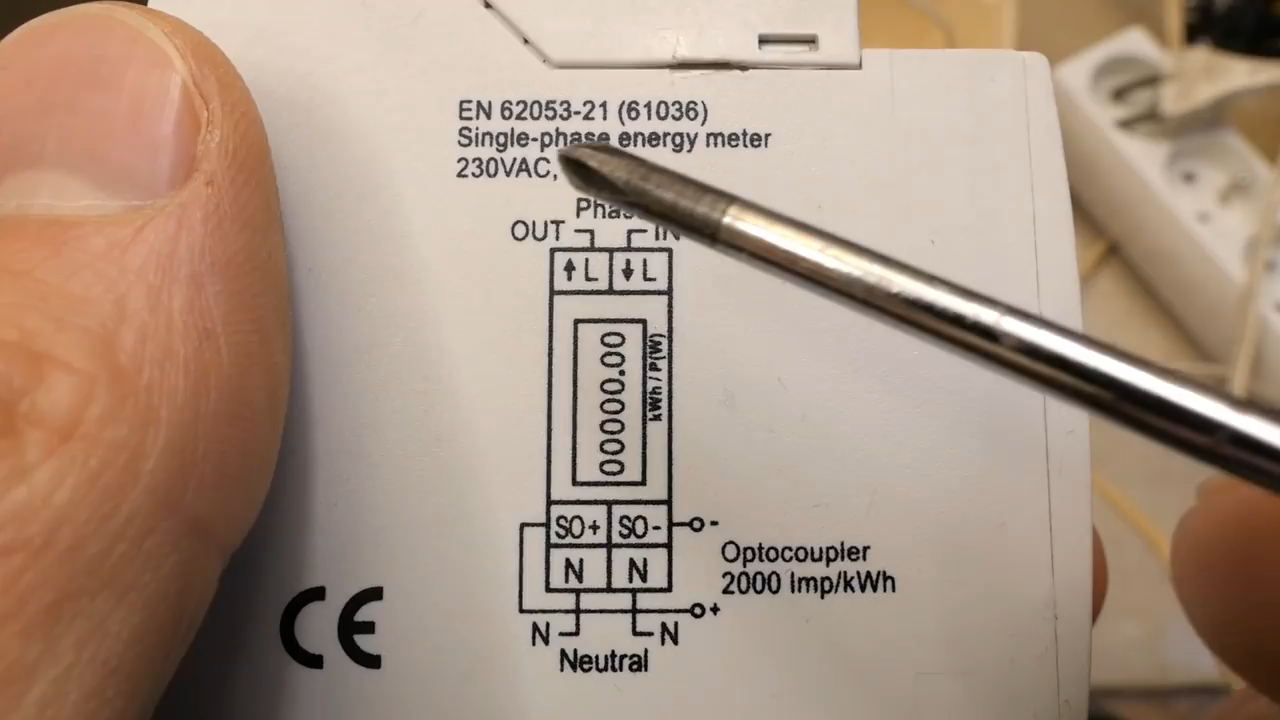 EN 62053-21 (61036)
Single-phase energy meter
230VAC,
OUT
↑L ↓L
00000.00
kWh / P(W)
SO+ SO- -
N N
Optocoupler
2000 Imp/kWh
+
N N
Neutral
CE